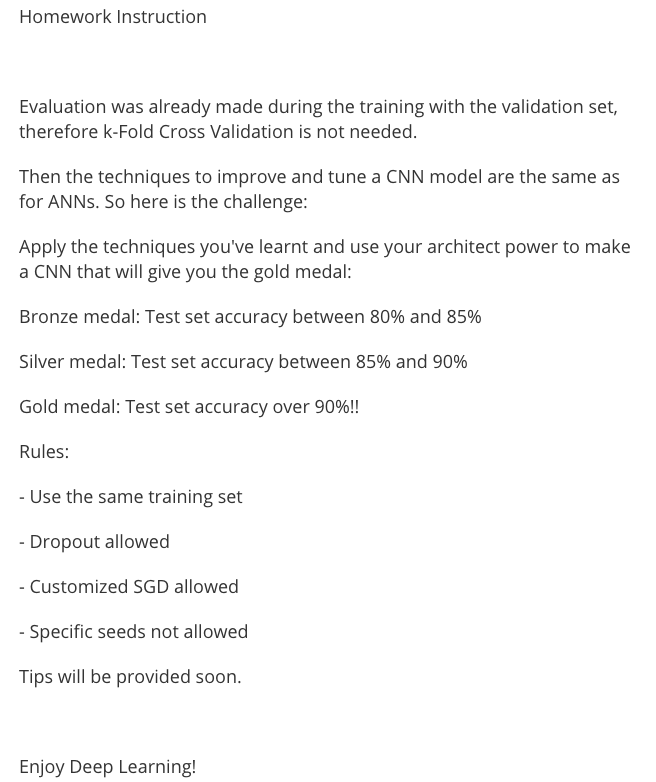 Homework Instruction
Evaluation was already made during the training with the validation set,
therefore k-Fold Cross Validation is not needed.
Then the techniques to improve and tune a CNN model are the same as
for ANNs. So here is the challenge:
Apply the techniques you've learnt and use your architect power to make
a CNN that will give you the gold medal:
Bronze medal: Test set accuracy between 80% and 85%
Silver medal: Test set accuracy between 85% and 90%
Gold medal: Test set accuracy over 90%!!
Rules:
- Use the same training set
- Dropout allowed
- Customized SGD allowed
- Specific seeds not allowed
Tips will be provided soon.
Enjoy Deep Learning!